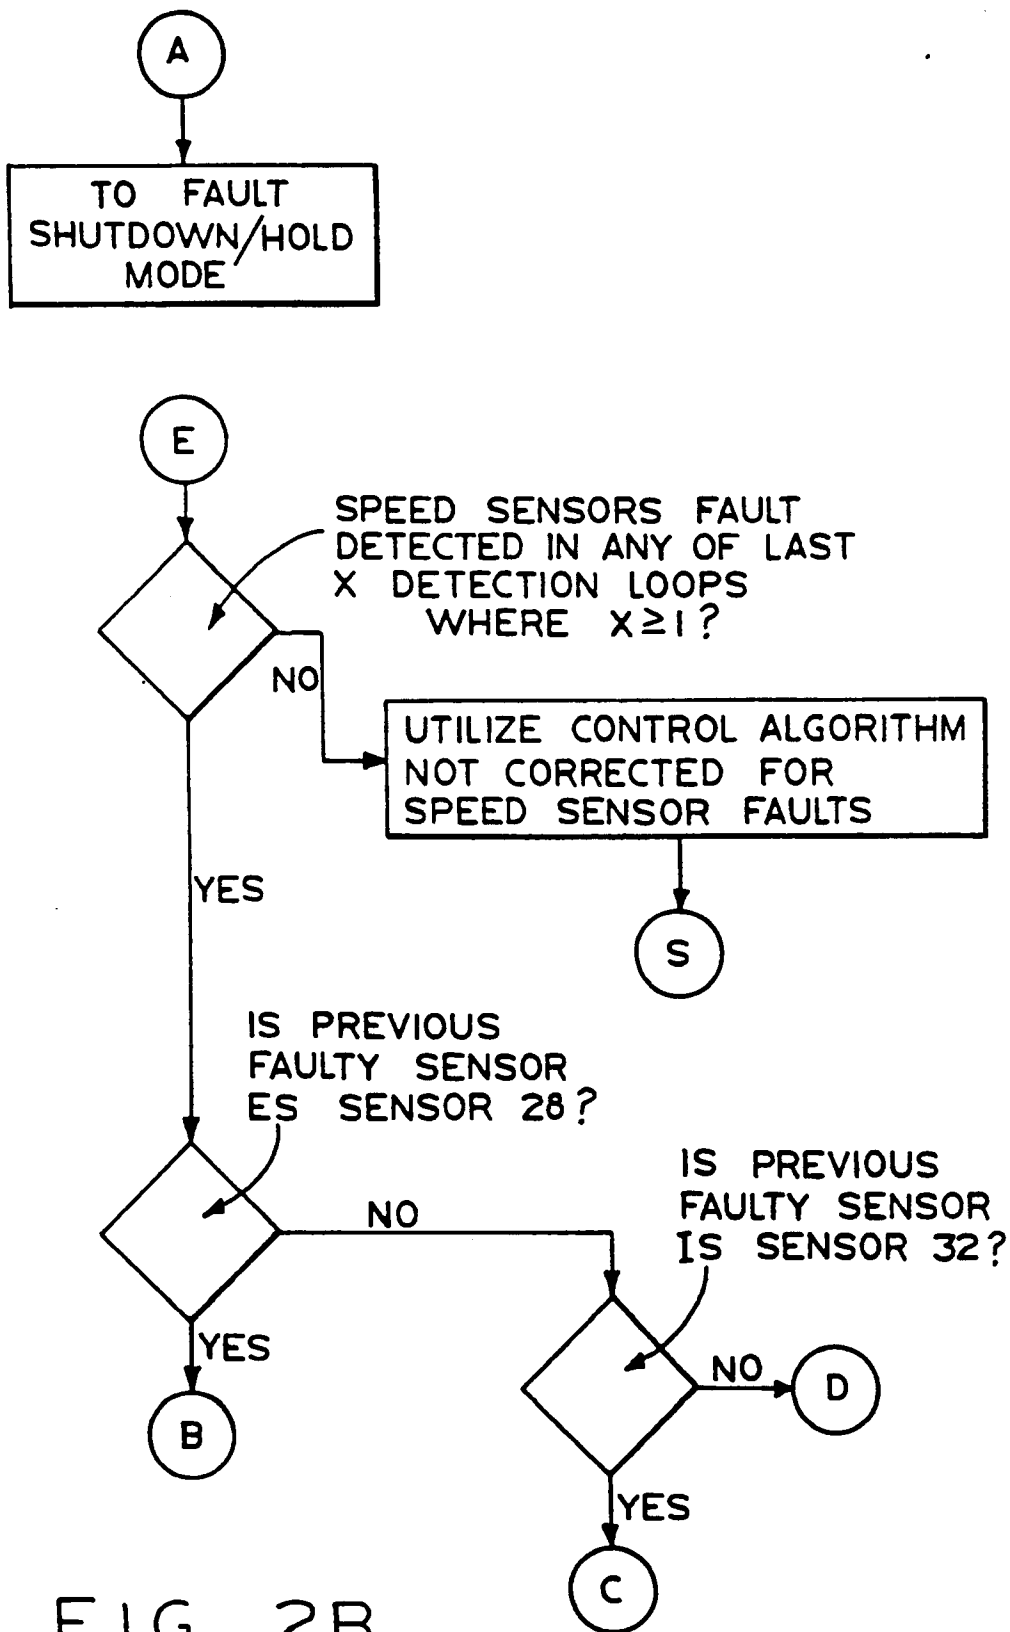 A
TO FAULT
SHUTDOWN/HOLD
MODE
E
SPEED SENSORS FAULT
DETECTED IN ANY OF LAST
X DETECTION LOOPS
WHERE X≥1?
NO
UTILIZE CONTROL ALGORITHM
NOT CORRECTED FOR
SPEED SENSOR FAULTS
YES
S
IS PREVIOUS
FAULTY SENSOR
ES SENSOR 28?
IS PREVIOUS
FAULTY SENSOR
IS SENSOR 32?
NO
YES
NO
D
B
YES
C
FIG. 2B